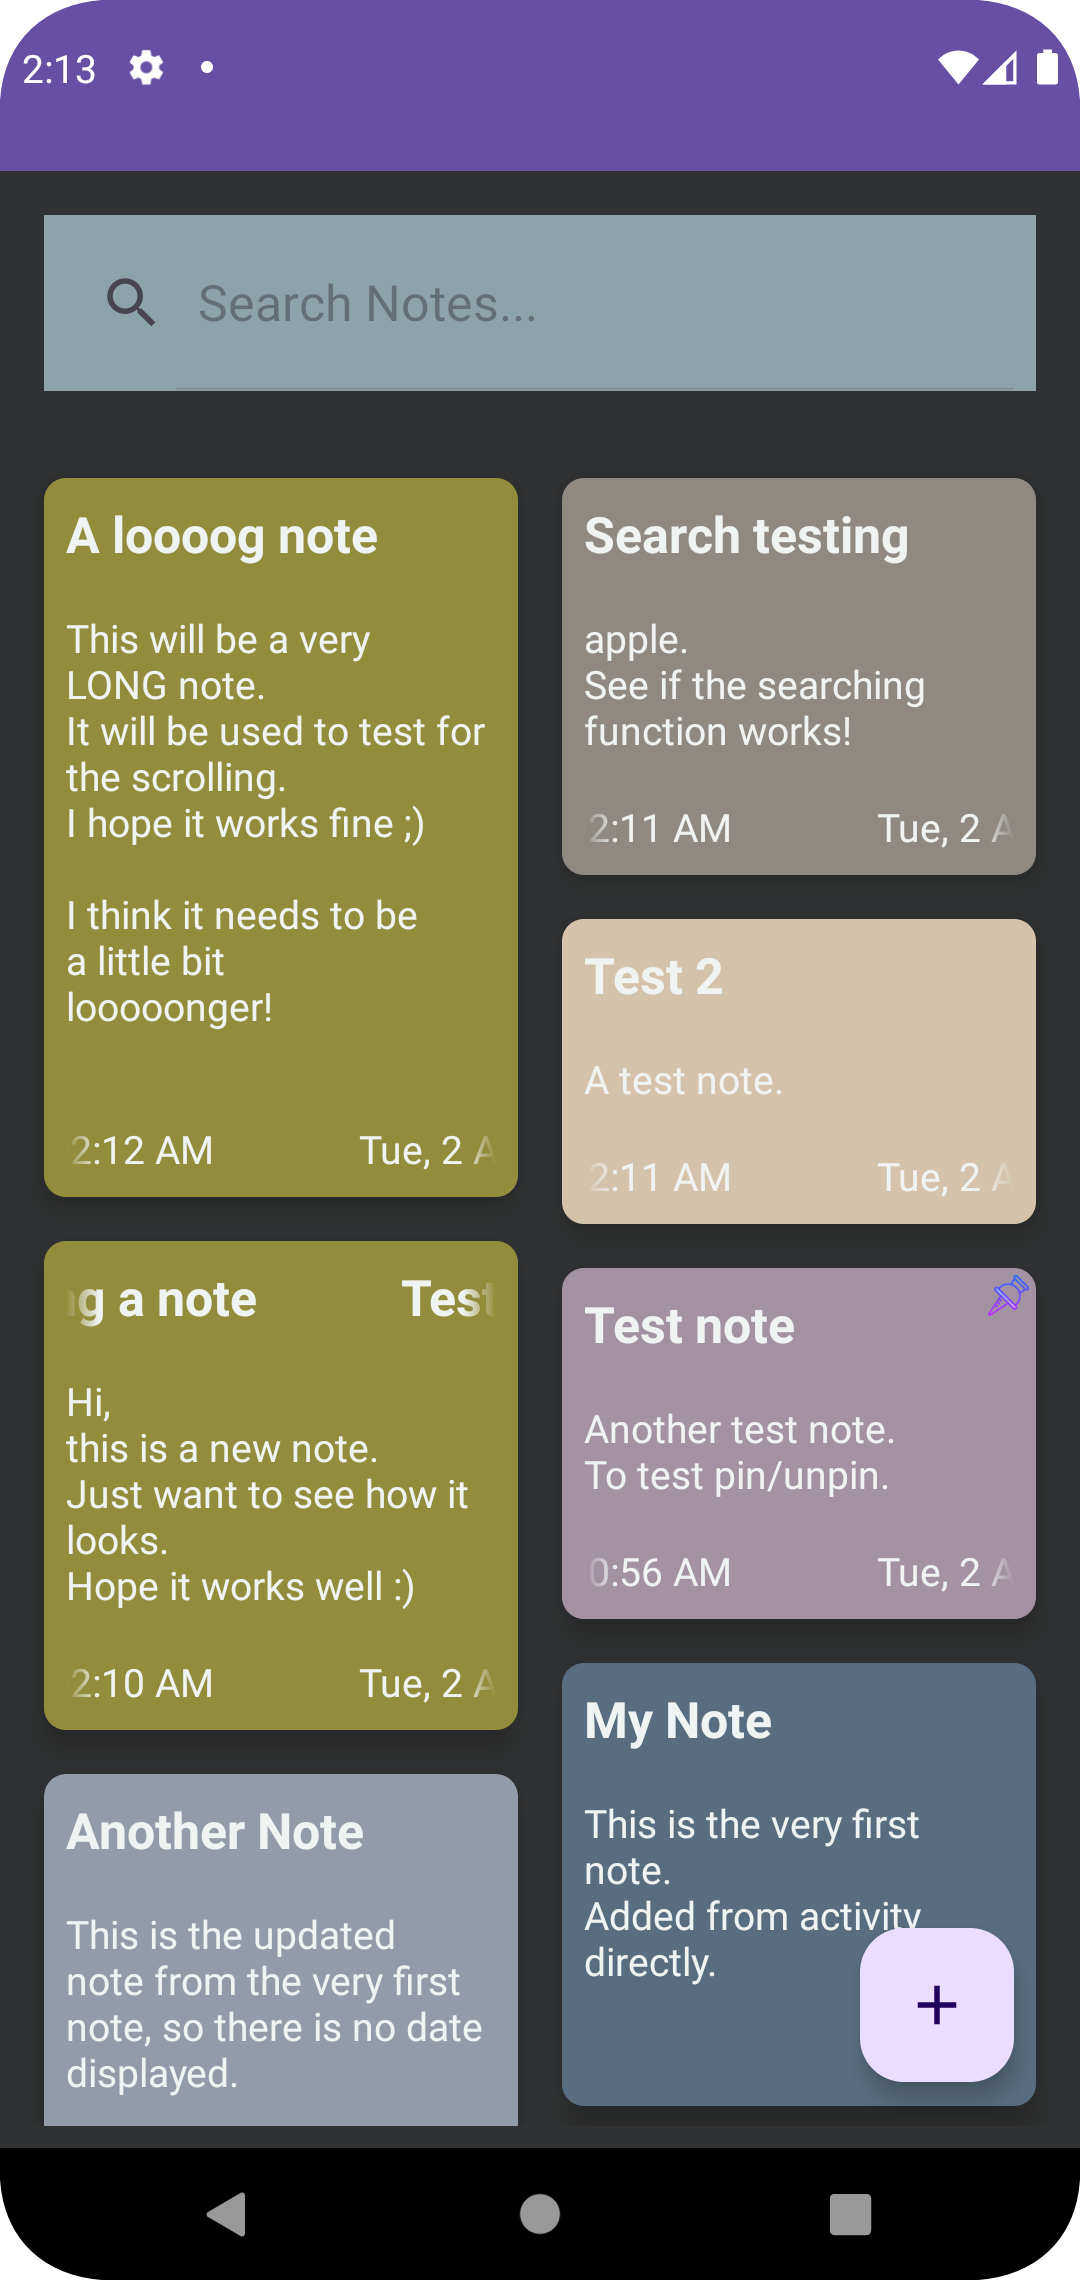 2:13
Search Notes...
A loooog note
This will be a very
LONG note.
It will be used to test for
the scrolling.
I hope it works fine ;)
I think it needs to be
a little bit
looooonger!
2:12 AM
Tue, 2 A
g a note
Test
Hi,
this is a new note.
Just want to see how it
looks.
Hope it works well :)
2:10 AM
Tue, 2 A
Another Note
This is the updated
note from the very first
note, so there is no date
displayed.
Search testing
apple.
See if the searching
function works!
2:11 AM
Tue, 2 A
Test 2
A test note.
2:11 AM
Tue, 2 A
Test note
Another test note.
To test pin/unpin.
0:56 AM
Tue, 2 A
My Note
This is the very first
note.
Added from activity
directly.